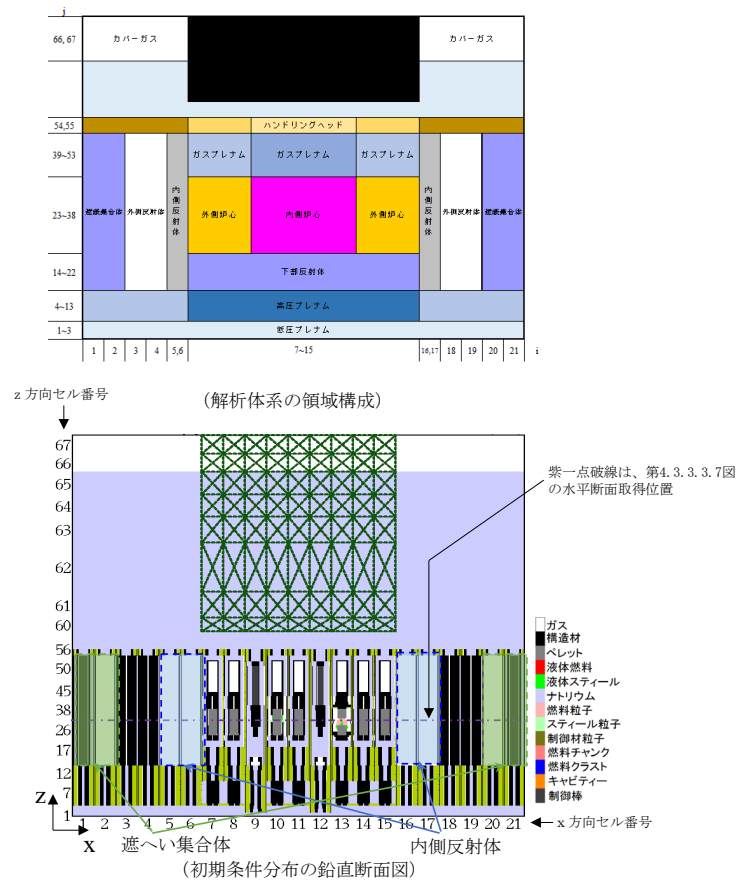 j
66, 67
カバーガス
カバーガス
54,55
ハンドリングヘッド
39~53
ガスプレナム
ガスプレナム
ガスプレナム
23~38
遮蔽集合体
外側反射体
内側反射体
外側炉心
内側炉心
外側炉心
内側反射体
外側反射体
遮蔽集合体
14~22
下部反射体
4~13
高圧プレナム
1~3
低圧プレナム
1 2 3 4 5,6 7~15 16,17 18 19 20 21 i
z 方向セル番号
(解析体系の領域構成)
67
66
65
64
63
62
61
60
56
50
45
38
26
17
12
7
1
紫一点破線は、第4.3.3.3.7図
の水平断面取得位置
ガス
構造材
ペレット
液体燃料
液体スティール
ナトリウム
燃料粒子
スティール粒子
制御材粒子
燃料チャンク
燃料クラスト
キャビティー
制御棒
Z
X
1 2 3 4 5 6 7 8 9 10 11 12 13 14 15 16 17 18 19 20 21
x 方向セル番号
遮へい集合体
内側反射体
(初期条件分布の鉛直断面図)